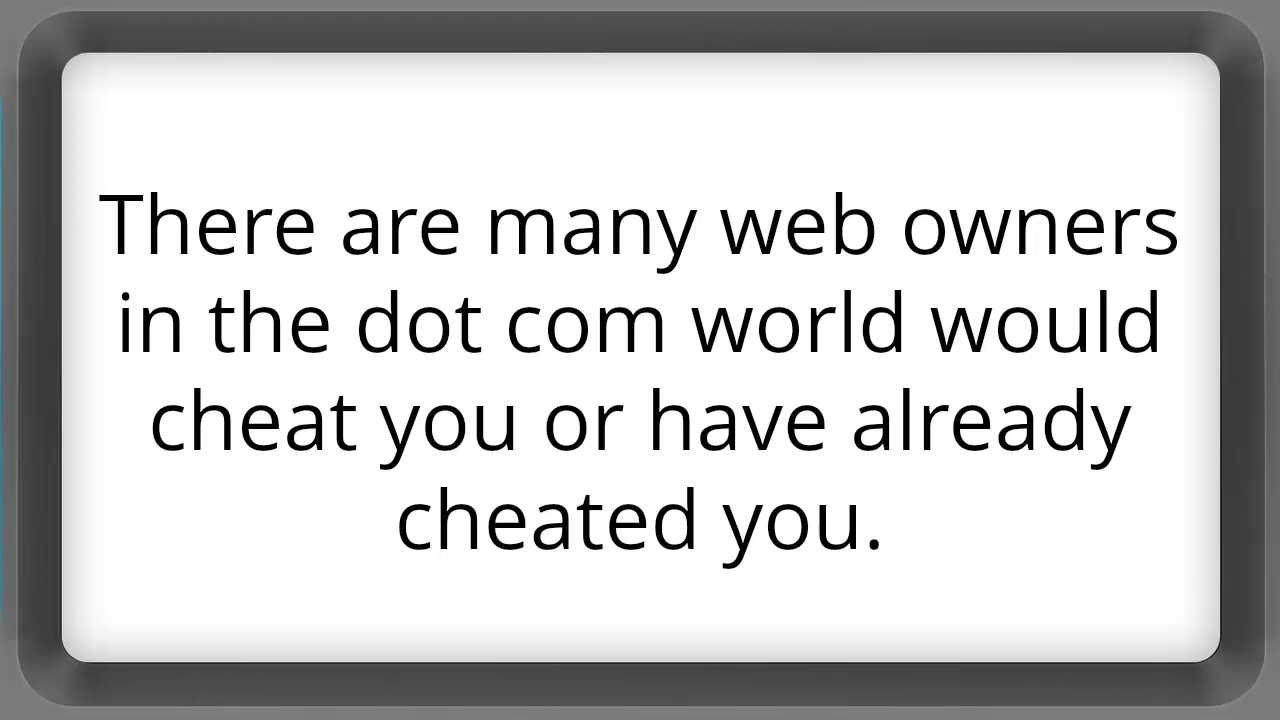 There are many web owners
in the dot com world would
cheat you or have already
cheated you.